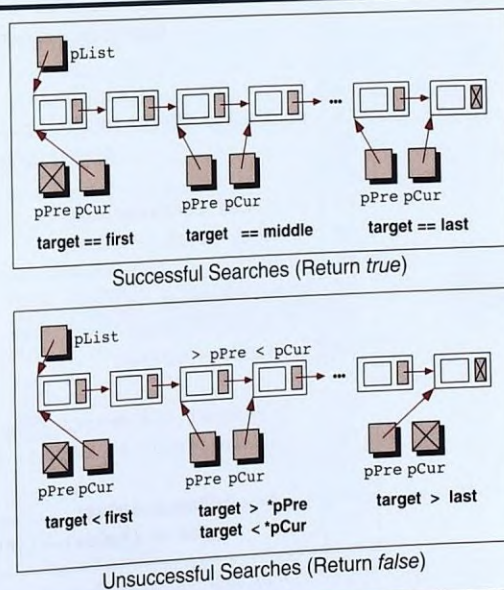 pList
...
pPre pCur pPre pCur pPre pCur
target == first target == middle target == last
Successful Searches (Return true)
pList
> pPre < pCur
...
pPre pCur pPre pCur pPre pCur
target < first target > *pPre target > last
target < *pCur
Unsuccessful Searches (Return false)